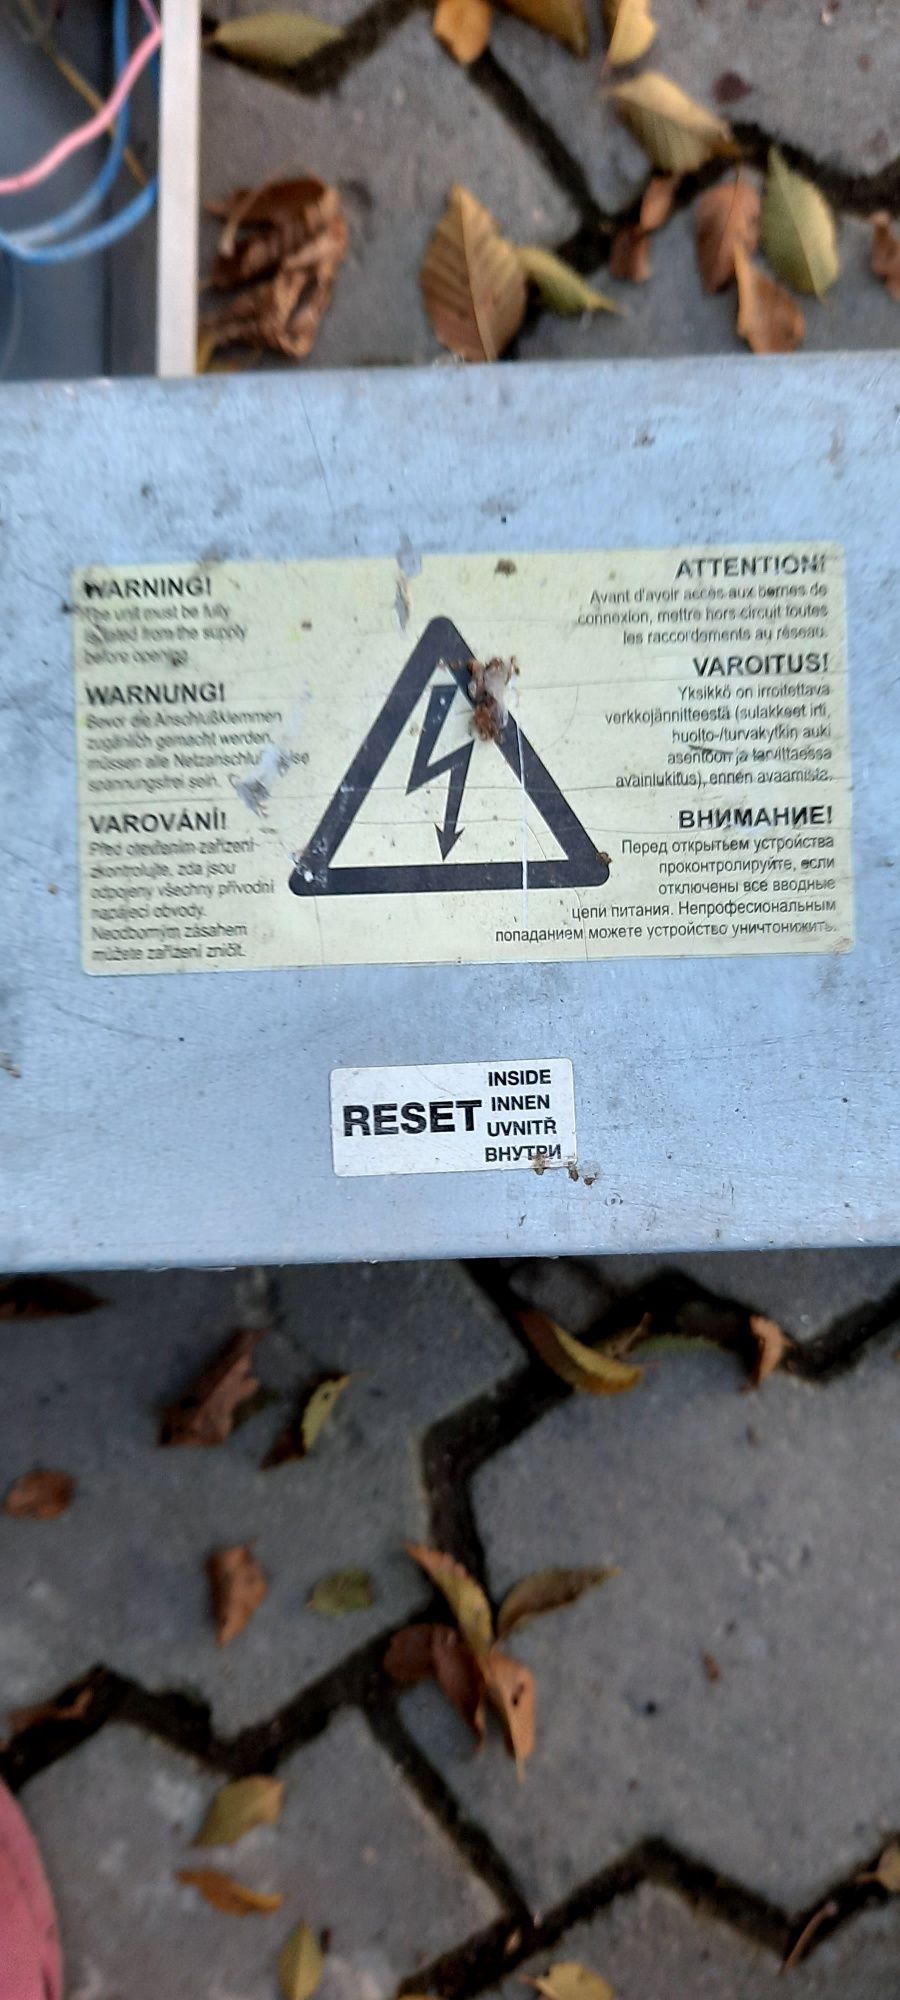 WARNING!
The unit must be fully
isolated from the supply
before opening
WARNUNG!
Bevor die Anschlußklemmen
zugänlich gemacht werden,
müssen alle Netzanschlu
spannungsfrei sein.
VAROVÁNÍ!
Před otevřením zařízení
zkontrolujte, zda jsou
odpojeny všechny přívodní
napájecí obvody.
Neodborným zásahem
můžete zařízení zničit.
ATTENTION!
Avant d'avoir accès aux bornes de
connexion, mettre hors circuit toutes
les raccordements au réseau.
VAROITUS!
Yksikkö on irroitettava
verkkojännitteestä (sulakkeet irti,
huolto-/turvakytkin auki
asentoon ja tarvittaessa
avainlukitus), ennen avaamista.
ВНИМАНИЕ!
Перед открытьем устройства
проконтролируйте, если
отключены все вводные
цепи питания. Непрофесиональным
попаданием можете устройство уничтонижить.
RESET
INSIDE
INNEN
UVNITŘ
ВНУТРИ